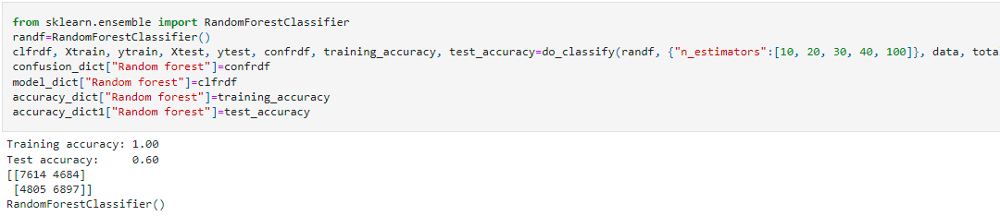 from sklearn.ensemble import RandomForestClassifier
randf=RandomForestClassifier()
clfrdf, Xtrain, ytrain, Xtest, ytest, confrdf, training_accuracy, test_accuracy=do_classify(randf, {"n_estimators":[10, 20, 30, 40, 100]}, data, tota
confusion_dict["Random forest"]=confrdf
model_dict["Random forest"]=clfrdf
accuracy_dict["Random forest"]=training_accuracy
accuracy_dict1["Random forest"]=test_accuracy
Training accuracy: 1.00
Test accuracy:     0.60
[[7614 4684]
 [4805 6897]]
RandomForestClassifier()